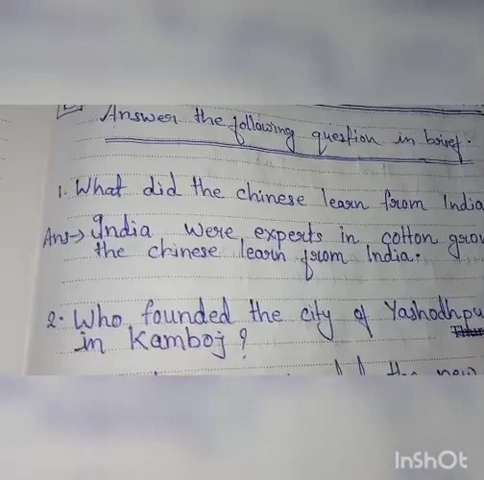 Answer the following question in boief.
1. What did the chinese learn from India
Ans→ India were experts in cotton grow
the chinese learn from India.
2. Who founded the city of Yashodhpu
in Kamboj ?
InShOt